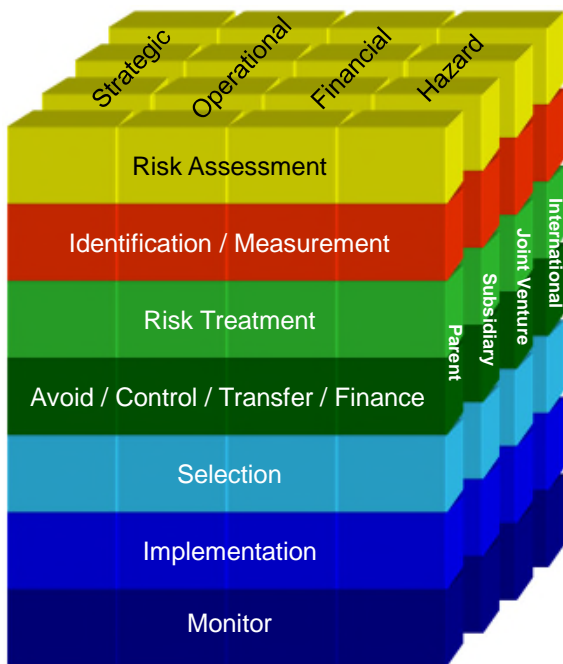 Strategic
Operational
Financial
Hazard
Risk Assessment
Identification / Measurement
Risk Treatment
Avoid / Control / Transfer / Finance
Selection
Implementation
Monitor
Parent
Subsidiary
Joint Venture
International